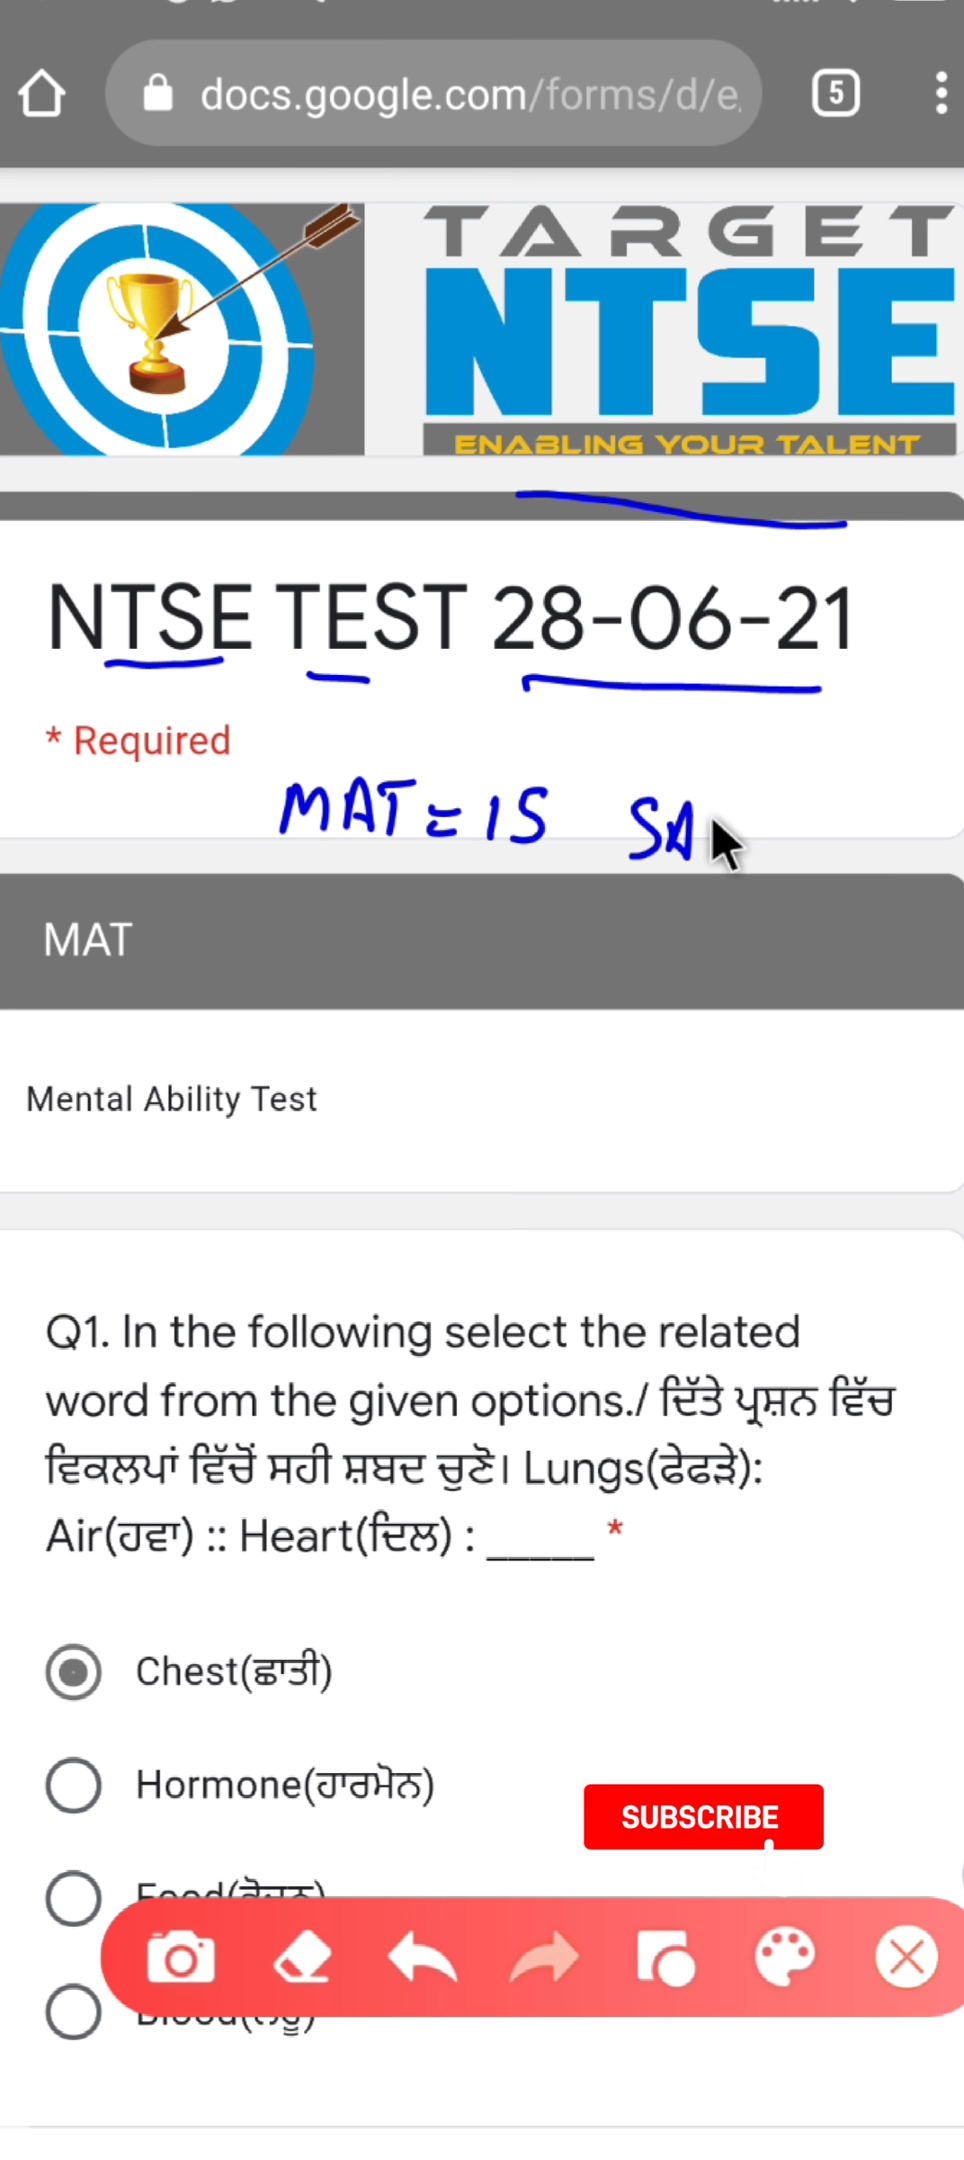 docs.google.com/forms/d/e
5
TARGET
NTSE
ENABLING YOUR TALENT
NTSE TEST 28-06-21
* Required
MAT = 15 SA
MAT
Mental Ability Test
Q1. In the following select the related
word from the given options./ ਦਿੱਤੇ ਪ੍ਰਸ਼ਨ ਵਿੱਚ
ਵਿਕਲਪਾਂ ਵਿੱਚੋਂ ਸਹੀ ਸ਼ਬਦ ਚੁਣੋ। Lungs(ਫੇਫੜੇ):
Air(ਹਵਾ) :: Heart(ਦਿਲ) : _____ *
Chest(ਛਾਤੀ)
Hormone(ਹਾਰਮੋਨ)
SUBSCRIBE